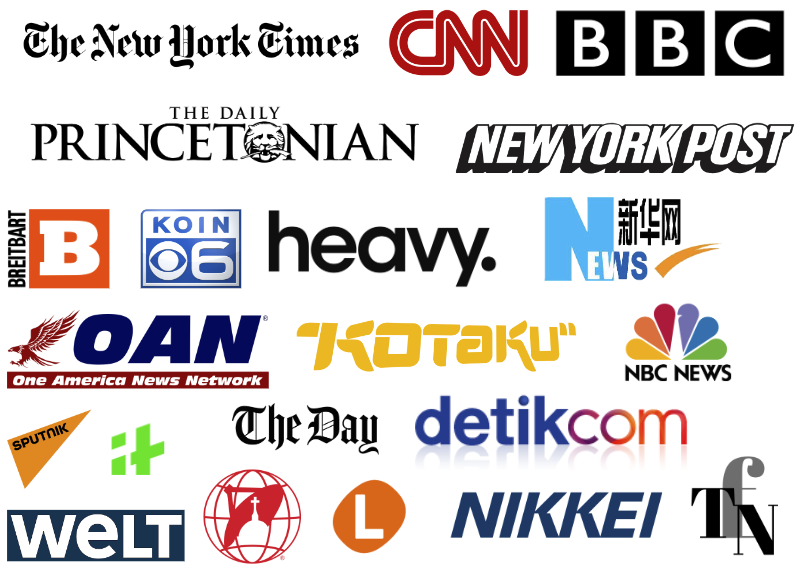 The New York Times
CNN
BBC
THE DAILY
PRINCETONIAN
NEW YORK POST
BREITBART
B
KOIN
6
heavy.
NEWS
新华网
OAN
®
One America News Network
"KOTaKU"
NBC NEWS
SPUTNIK
The Day
detikcom
weLT
®
L
NIKKEI
TfN